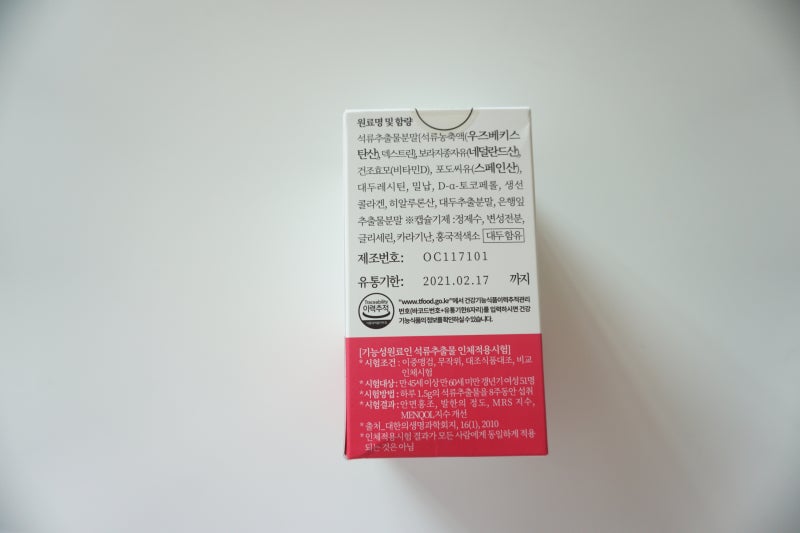 원료명 및 함량
석류추출물분말(석류농축액(우즈베키스
탄산), 덱스트린), 보라지종자유(네덜란드산),
건조효모(비타민D), 포도씨유(스페인산),
대두레시틴, 밀납, D-α-토코페롤, 생선
콜라겐, 히알루론산, 대두추출분말, 은행잎
추출물분말 ※캡슐기제 :정제수, 변성전분,
글리세린, 카라기난, 홍국적색소 대두함유
제조번호: OC117101
유통기한: 2021.02.17 까지
Traceability
이력추적
"www.tfood.go.kr"에서 건강기능식품이력추적관리
번호(바코드번호+유통기한6자리)를 입력하시면 건강
기능식품의 정보를 확인하실 수 있습니다.
[기능성원료인 석류추출물 인체적용시험]
* 시험조건 : 이중맹검, 무작위, 대조식품대조, 비교
인체시험
* 시험대상 : 만 45세 이상 만 60세 미만 갱년기 여성 51명
* 시험방법 : 하루 1.5g의 석류추출물을 8주동안 섭취
* 시험결과 : 안면홍조, 발한의 정도, MRS 지수,
MENQOL 지수 개선
* 출처_대한의생명과학회지, 16(1), 2010
* 인체적용시험 결과가 모든 사람에게 동일하게 적용
되는 것은 아님